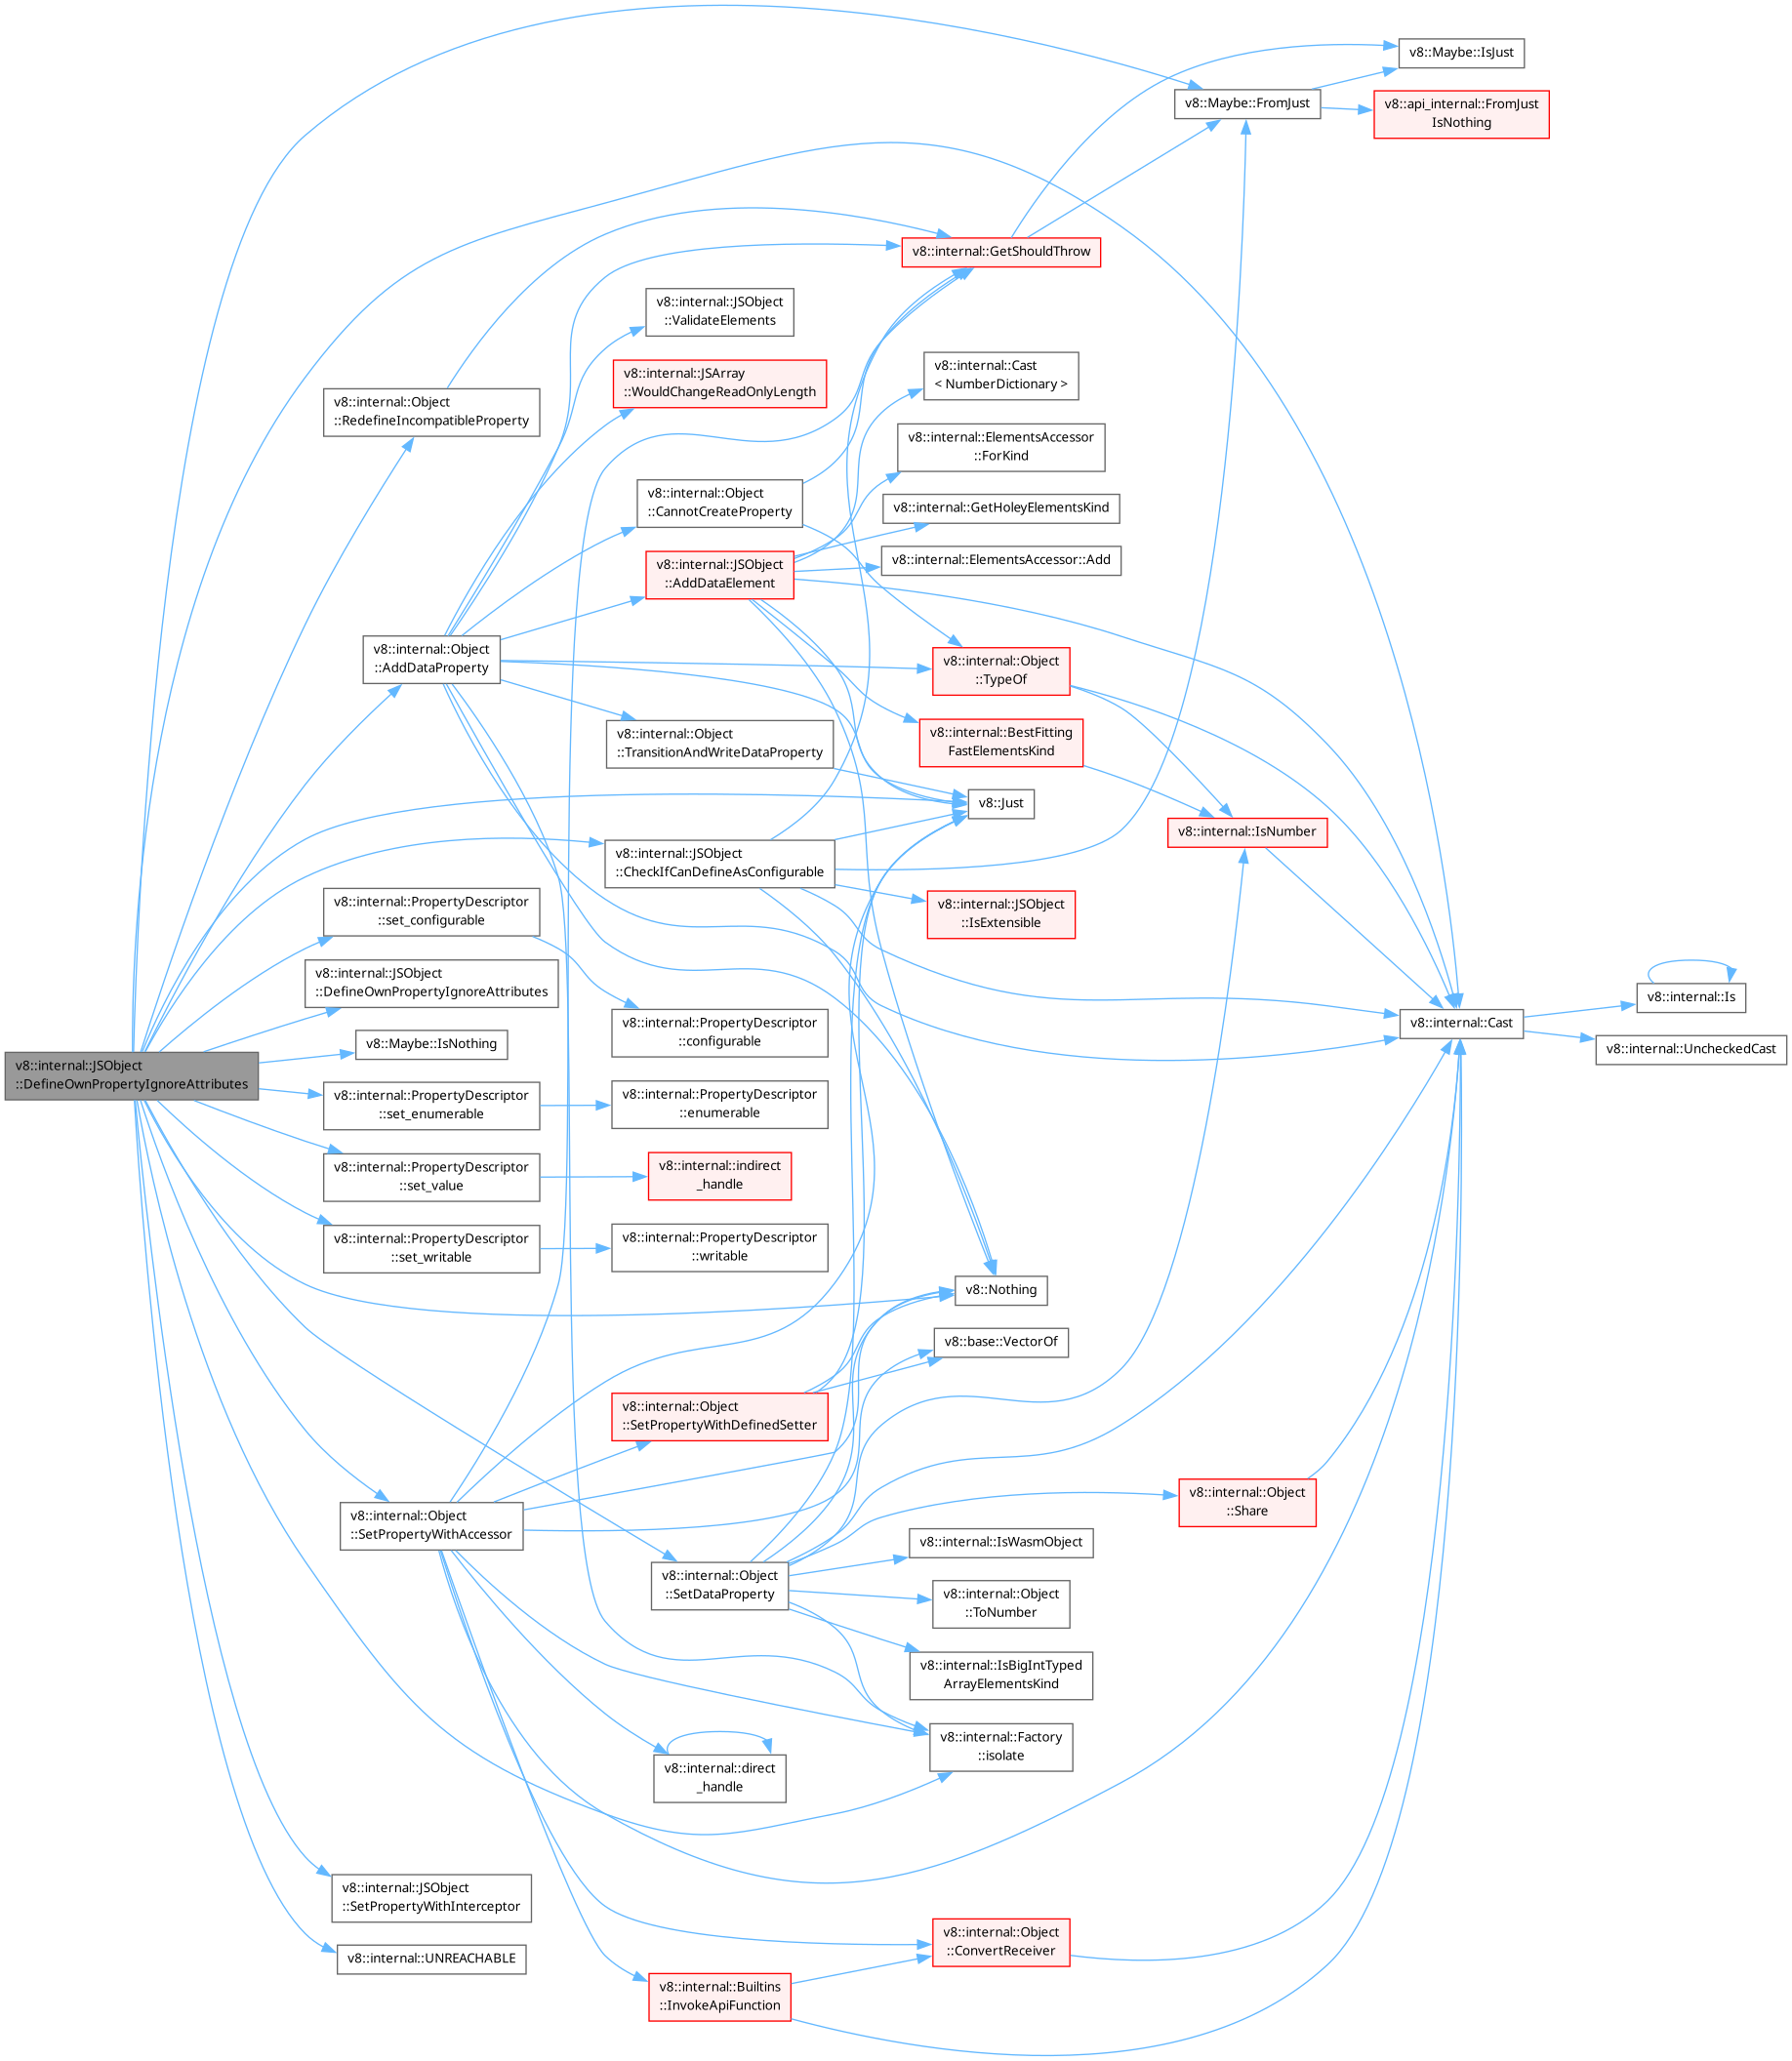 v8::Maybe::IsJust
v8::Maybe::FromJust
v8::api_internal::FromJust
IsNothing
v8::internal::GetShouldThrow
v8::internal::JSObject
::ValidateElements
v8::internal::JSArray
::WouldChangeReadOnlyLength
v8::internal::Cast
< NumberDictionary >
v8::internal::Object
::RedefineIncompatibleProperty
v8::internal::ElementsAccessor
::ForKind
v8::internal::Object
::CannotCreateProperty
v8::internal::GetHoleyElementsKind
v8::internal::JSObject
::AddDataElement
v8::internal::ElementsAccessor::Add
v8::internal::Object
::AddDataProperty
v8::internal::Object
::TypeOf
v8::internal::Object
::TransitionAndWriteDataProperty
v8::internal::BestFitting
FastElementsKind
v8::Just
v8::internal::IsNumber
v8::internal::JSObject
::CheckIfCanDefineAsConfigurable
v8::internal::PropertyDescriptor
::set_configurable
v8::internal::JSObject
::IsExtensible
v8::internal::JSObject
::DefineOwnPropertyIgnoreAttributes
v8::internal::Is
v8::internal::PropertyDescriptor
::configurable
v8::internal::Cast
v8::Maybe::IsNothing
v8::internal::UncheckedCast
v8::internal::JSObject
::DefineOwnPropertyIgnoreAttributes
v8::internal::PropertyDescriptor
::set_enumerable
v8::internal::PropertyDescriptor
::enumerable
v8::internal::PropertyDescriptor
::set_value
v8::internal::indirect
_handle
v8::internal::PropertyDescriptor
::set_writable
v8::internal::PropertyDescriptor
::writable
v8::Nothing
v8::base::VectorOf
v8::internal::Object
::SetPropertyWithDefinedSetter
v8::internal::Object
::Share
v8::internal::Object
::SetPropertyWithAccessor
v8::internal::IsWasmObject
v8::internal::Object
::SetDataProperty
v8::internal::Object
::ToNumber
v8::internal::IsBigIntTyped
ArrayElementsKind
v8::internal::Factory
::isolate
v8::internal::direct
_handle
v8::internal::JSObject
::SetPropertyWithInterceptor
v8::internal::UNREACHABLE
v8::internal::Object
::ConvertReceiver
v8::internal::Builtins
::InvokeApiFunction